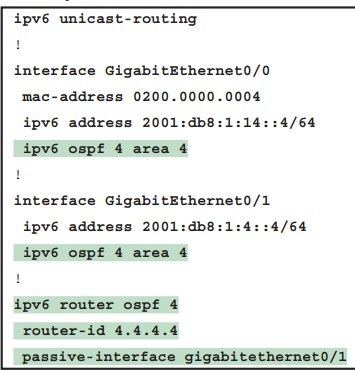 ipv6 unicast-routing
!
interface GigabitEthernet0/0
mac-address 0200.0000.0004
ipv6 address 2001:db8:1:14::4/64
ipv6 ospf 4 area 4
!
interface GigabitEthernet0/1
ipv6 address 2001:db8:1:4::4/64
ipv6 ospf 4 area 4
!
ipv6 router ospf 4
router-id 4.4.4.4
passive-interface gigabitethernet0/1